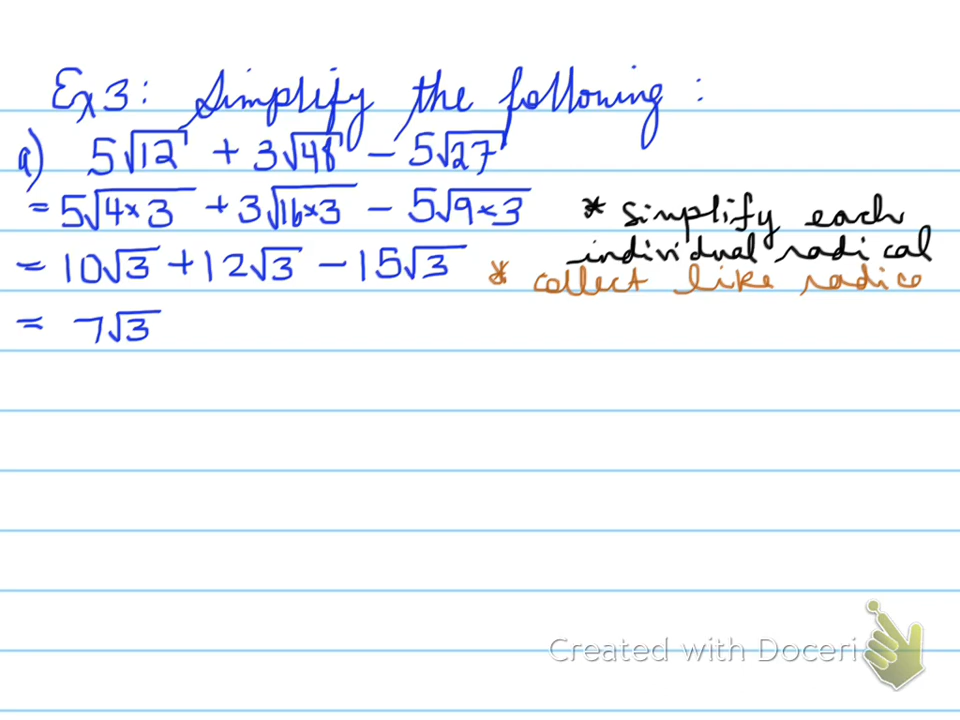 Ex3: Simplify the following:
a) 5√12 + 3√48 − 5√27
= 5√4×3 + 3√16×3 − 5√9×3 * simplify each
individual radical
= 10√3 + 12√3 − 15√3 * collect like radica
= 7√3
Created with Doceri